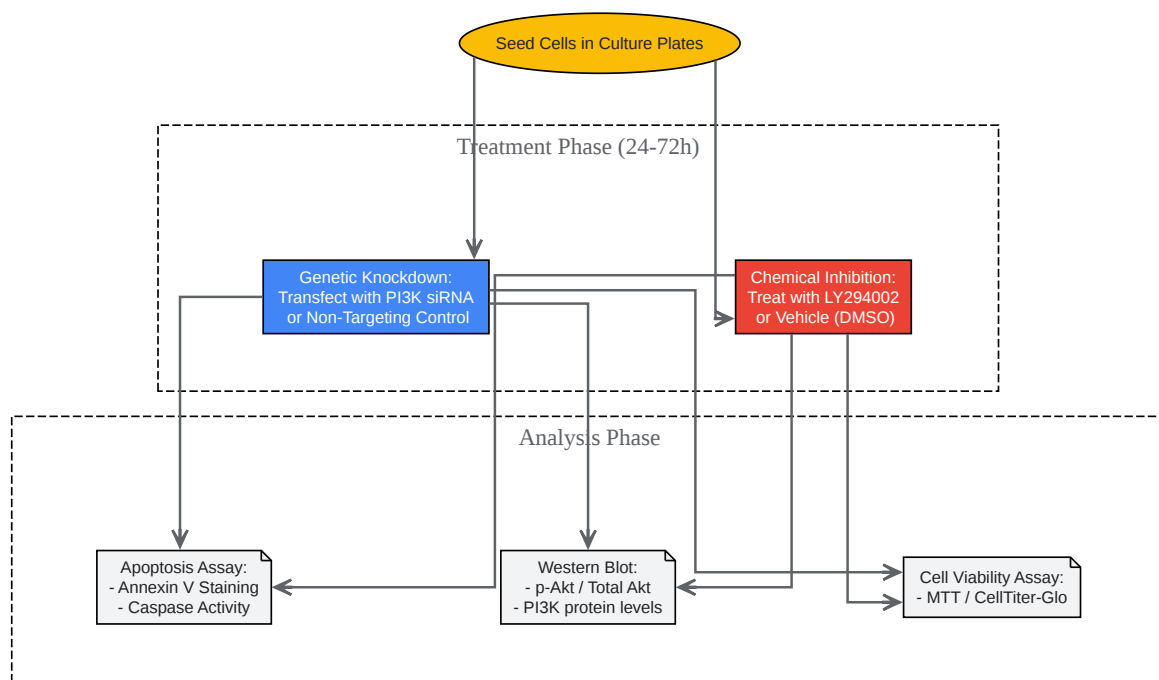 Seed Cells in Culture Plates
Treatment Phase (24-72h)
Genetic Knockdown:
Transfect with PI3K siRNA
or Non-Targeting Control
Chemical Inhibition:
Treat with LY294002
or Vehicle (DMSO)
Analysis Phase
Apoptosis Assay:
- Annexin V Staining
- Caspase Activity
Western Blot:
- p-Akt / Total Akt
- PI3K protein levels
Cell Viability Assay:
- MTT / CellTiter-Glo